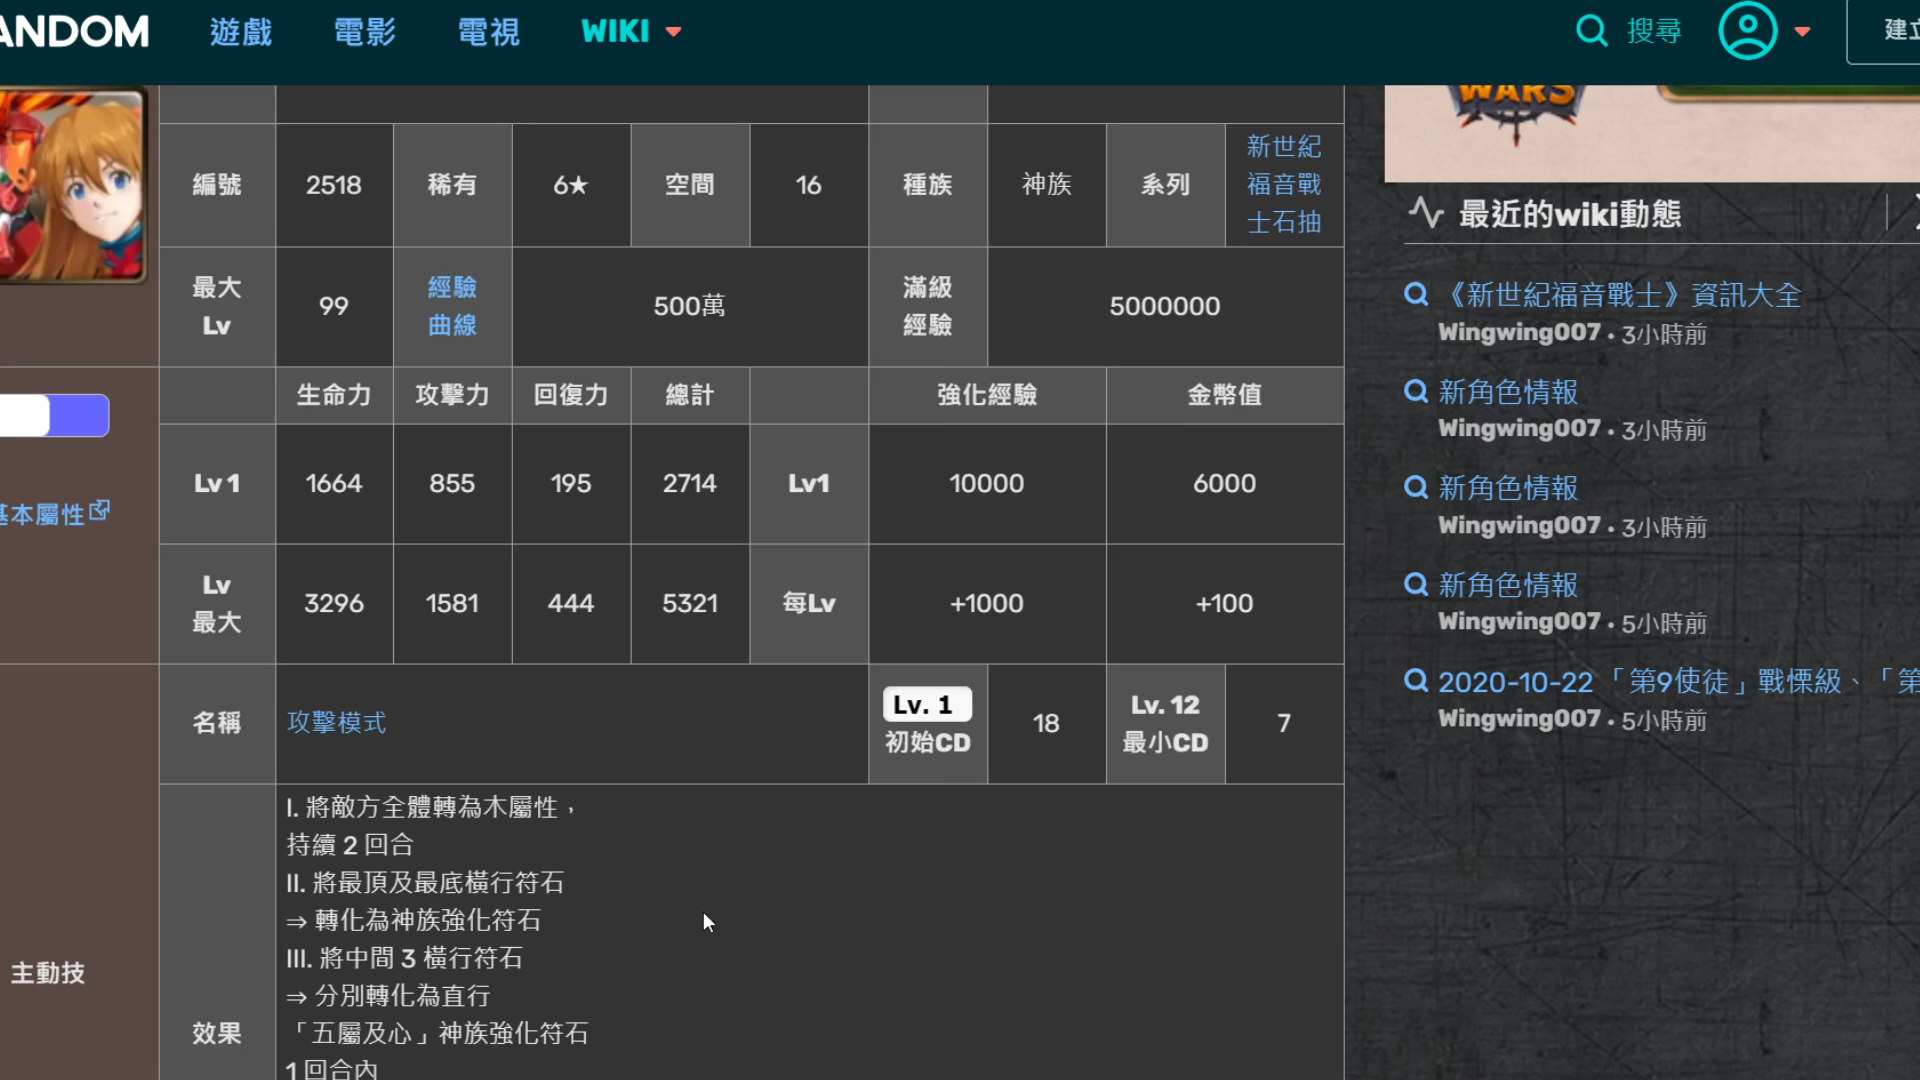 ANDOM
遊戲
電影
電視
WIKI
搜尋
建立
WARS
編號
2518
稀有
6★
空間
16
種族
神族
系列
新世紀
福音戰
士石抽
最大
Lv
99
經驗
曲線
500萬
滿級
經驗
5000000
生命力
攻擊力
回復力
總計
強化經驗
金幣值
Lv 1
1664
855
195
2714
Lv1
10000
6000
基本屬性
Lv
最大
3296
1581
444
5321
每Lv
+1000
+100
名稱
攻擊模式
Lv. 1
初始CD
18
Lv. 12
最小CD
7
主動技
效果
I. 將敵方全體轉為木屬性，
持續 2 回合
II. 將最頂及最底橫行符石
⇒ 轉化為神族強化符石
III. 將中間 3 橫行符石
⇒ 分別轉化為直行
「五屬及心」神族強化符石
1 回合內
最近的wiki動態
《新世紀福音戰士》資訊大全
Wingwing007 • 3小時前
新角色情報
Wingwing007 • 3小時前
新角色情報
Wingwing007 • 3小時前
新角色情報
Wingwing007 • 5小時前
2020-10-22 「第9使徒」戰慄級、「第
Wingwing007 • 5小時前